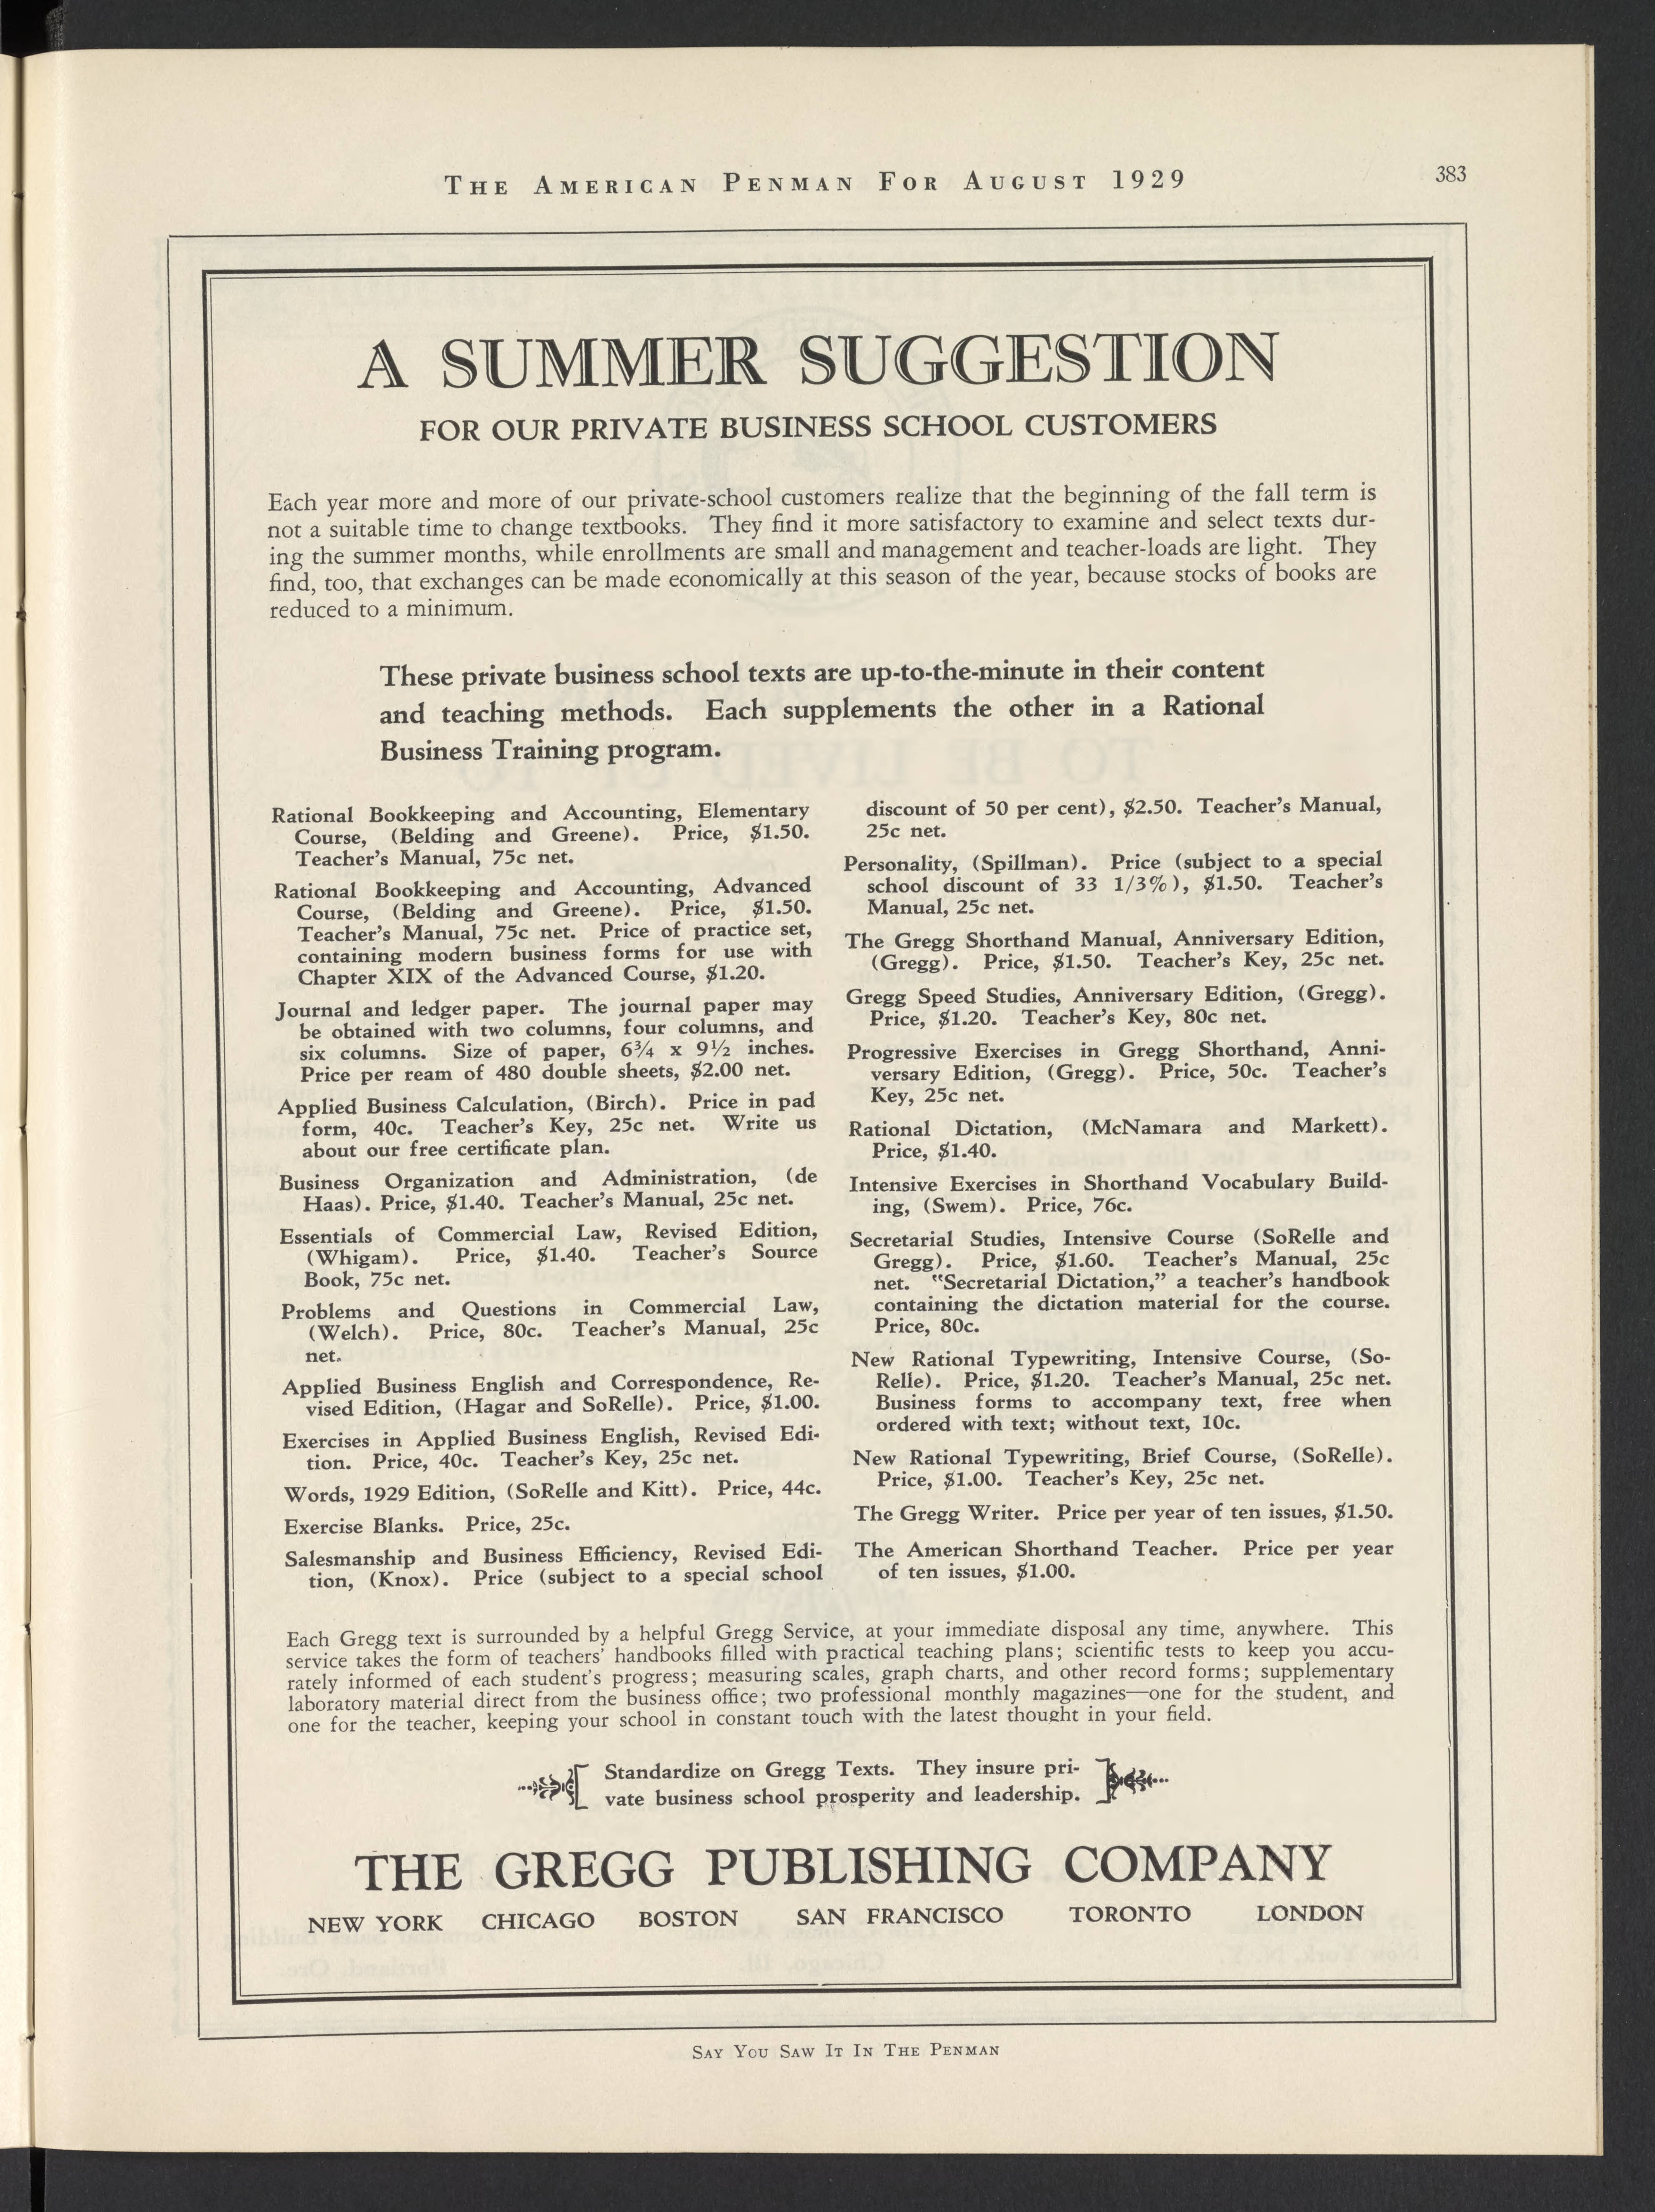 THE AMERICAN PENMAN FOR AUGUST 1929
383
A SUMMER SUGGESTION
FOR OUR PRIVATE BUSINESS SCHOOL CUSTOMERS
Each year more and more of our private-school customers realize that the beginning of the fall term is
not a suitable time to change textbooks. They find it more satisfactory to examine and select texts dur-
ing the summer months, while enrollments are small and management and teacher-loads are light. They
find, too, that exchanges can be made economically at this season of the year, because stocks of books are
reduced to a minimum.
These private business school texts are up-to-the-minute in their content
and teaching methods. Each supplements the other in a Rational
Business Training program.
Rational Bookkeeping and Accounting, Elementary
Course, (Belding and Greene). Price, $1.50.
Teacher's Manual, 75c net.
Rational Bookkeeping and Accounting, Advanced
Course, (Belding and Greene). Price, $1.50.
Teacher's Manual, 75c net. Price of practice set,
containing modern business forms for use with
Chapter XIX of the Advanced Course, $1.20.
Journal and ledger paper. The journal paper may
be obtained with two columns, four columns, and
six columns. Size of paper, 6¾ x 9½ inches.
Price per ream of 480 double sheets, $2.00 net.
Applied Business Calculation, (Birch). Price in pad
form, 40c. Teacher's Key, 25c net. Write us
about our free certificate plan.
Business Organization and Administration, (de
Haas). Price, $1.40. Teacher's Manual, 25c net.
Essentials of Commercial Law, Revised Edition,
(Whigam). Price, $1.40. Teacher's Source
Book, 75c net.
Problems and Questions in Commercial Law,
(Welch). Price, 80c. Teacher's Manual, 25c
net.
Applied Business English and Correspondence, Re-
vised Edition, (Hagar and SoRelle). Price, $1.00.
Exercises in Applied Business English, Revised Edi-
tion. Price, 40c. Teacher's Key, 25c net.
Words, 1929 Edition, (SoRelle and Kitt). Price, 44c.
Exercise Blanks. Price, 25c.
Salesmanship and Business Efficiency, Revised Edi-
tion, (Knox). Price (subject to a special school
discount of 50 per cent), $2.50. Teacher's Manual,
25c net.
Personality, (Spillman). Price (subject to a special
school discount of 33 1/3%), $1.50. Teacher's
Manual, 25c net.
The Gregg Shorthand Manual, Anniversary Edition,
(Gregg). Price, $1.50. Teacher's Key, 25c net.
Gregg Speed Studies, Anniversary Edition, (Gregg).
Price, $1.20. Teacher's Key, 80c net.
Progressive Exercises in Gregg Shorthand, Anni-
versary Edition, (Gregg). Price, 50c. Teacher's
Key, 25c net.
Rational Dictation, (McNamara and Markett).
Price, $1.40.
Intensive Exercises in Shorthand Vocabulary Build-
ing, (Swem). Price, 76c.
Secretarial Studies, Intensive Course (SoRelle and
Gregg). Price, $1.60. Teacher's Manual, 25c
net. "Secretarial Dictation," a teacher's handbook
containing the dictation material for the course.
Price, 80c.
New Rational Typewriting, Intensive Course, (So-
Relle). Price, $1.20. Teacher's Manual, 25c net.
Business forms to accompany text, free when
ordered with text; without text, 10c.
New Rational Typewriting, Brief Course, (SoRelle).
Price, $1.00. Teacher's Key, 25c net.
The Gregg Writer. Price per year of ten issues, $1.50.
The American Shorthand Teacher. Price per year
of ten issues, $1.00.
Each Gregg text is surrounded by a helpful Gregg Service, at your immediate disposal any time, anywhere. This
service takes the form of teachers' handbooks filled with practical teaching plans; scientific tests to keep you accu-
rately informed of each student's progress; measuring scales, graph charts, and other record forms; supplementary
laboratory material direct from the business office; two professional monthly magazines—one for the student, and
one for the teacher, keeping your school in constant touch with the latest thought in your field.
Standardize on Gregg Texts. They insure pri-
vate business school prosperity and leadership.
THE GREGG PUBLISHING COMPANY
NEW YORK CHICAGO BOSTON SAN FRANCISCO TORONTO LONDON
SAY YOU SAW IT IN THE PENMAN